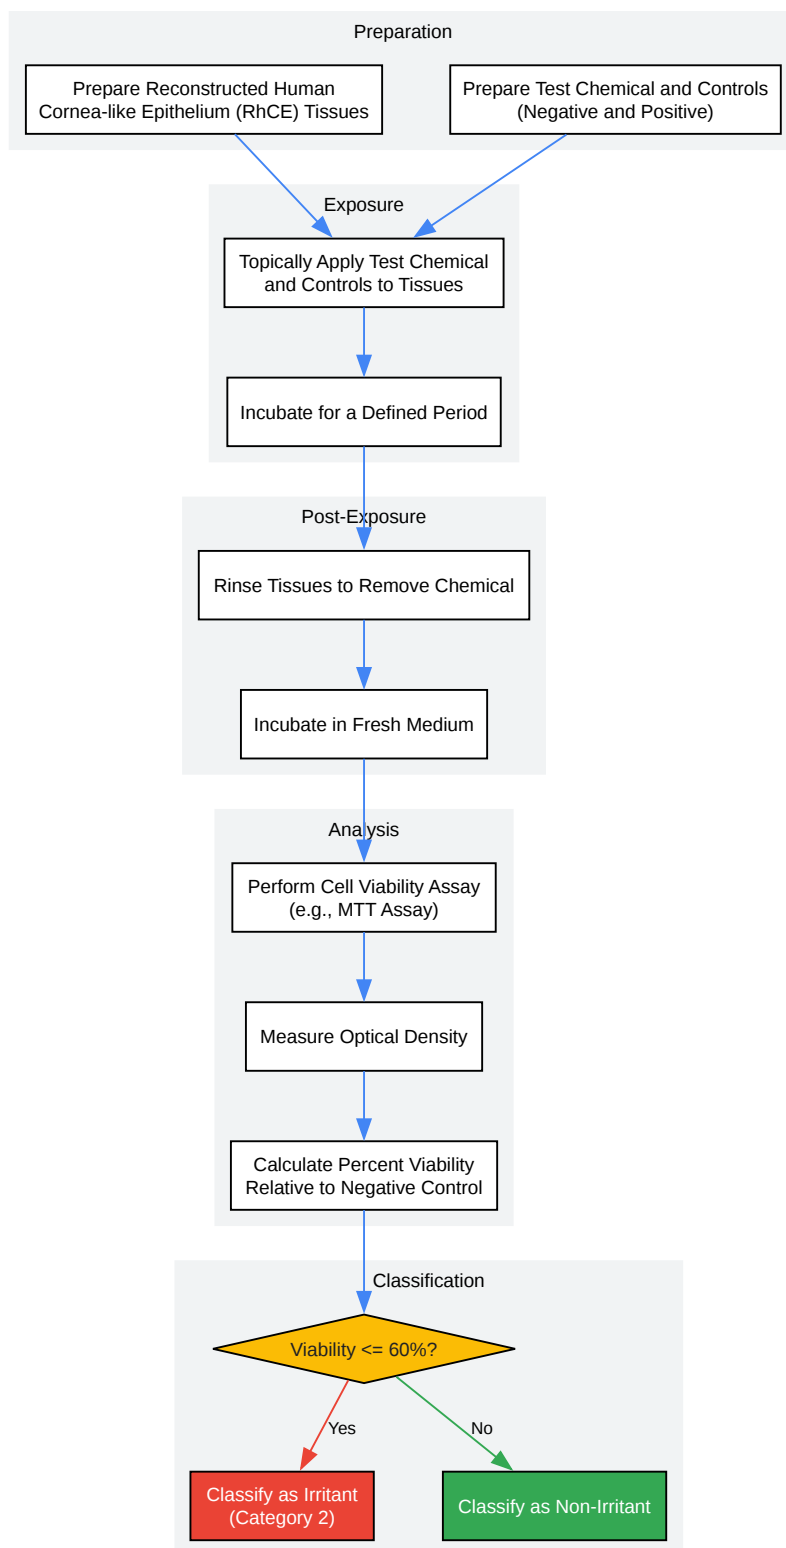 Preparation
Prepare Reconstructed Human
Cornea-like Epithelium (RhCE) Tissues
Prepare Test Chemical and Controls
(Negative and Positive)
Exposure
Topically Apply Test Chemical
and Controls to Tissues
Incubate for a Defined Period
Post-Exposure
Rinse Tissues to Remove Chemical
Incubate in Fresh Medium
Analysis
Perform Cell Viability Assay
(e.g., MTT Assay)
Measure Optical Density
Calculate Percent Viability
Relative to Negative Control
Classification
Viability <= 60%?
Yes
No
Classify as Irritant
(Category 2)
Classify as Non-Irritant